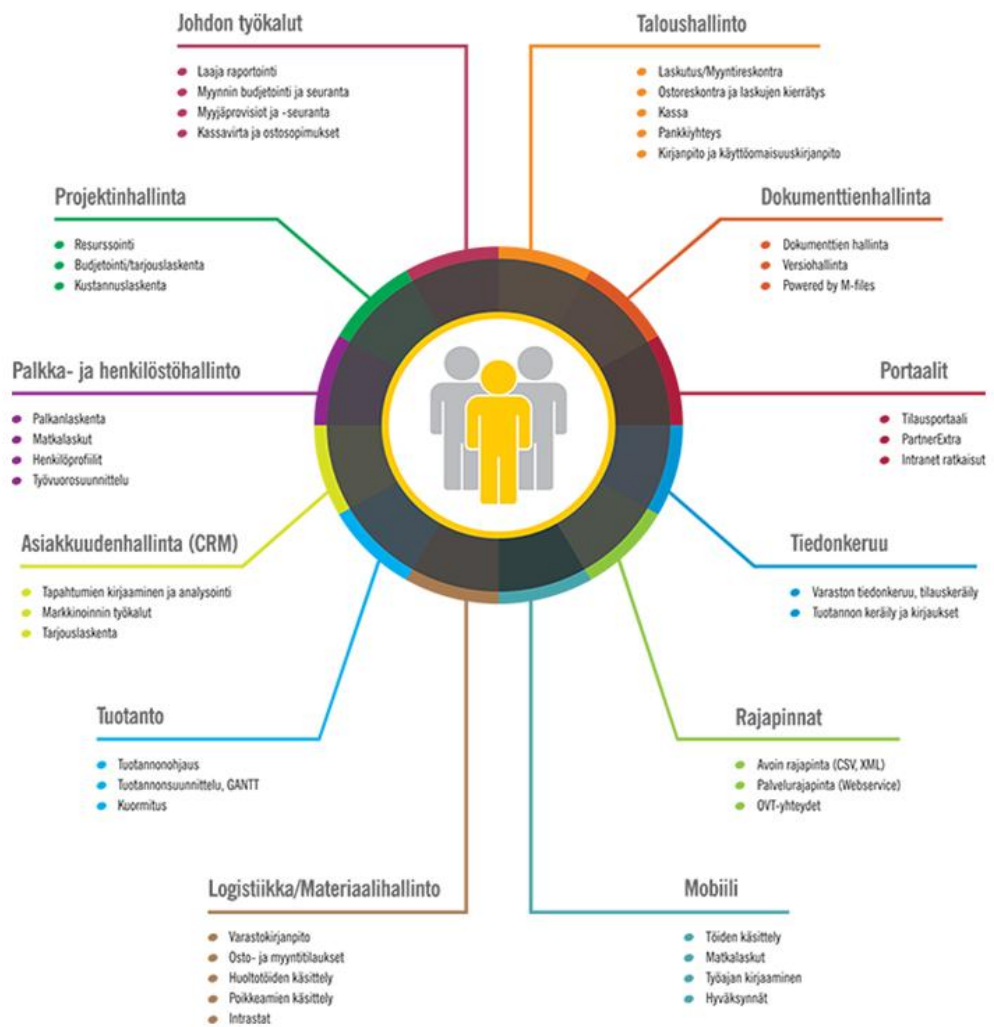 Johdon työkalut
Laaja raportointi
Myynnin budjetointi ja seuranta
Myyjäprovisiot ja -seuranta
Kassavirta ja ostosopimukset
Taloushallinto
Laskutus/Myyntireskontra
Ostoreskontra ja laskujen kierrätys
Kassa
Pankkiyhteys
Kirjanpito ja käyttöomaisuuskirjanpito
Projektinhallinta
Resurssointi
Budjetointi/tarjouslaskenta
Kustannuslaskenta
Dokumenttienhallinta
Dokumenttien hallinta
Versiohallinta
Powered by M-files
Palkka- ja henkilöstöhallinto
Palkanlaskenta
Matkalaskut
Henkilöprofiilit
Työvuorosuunnittelu
Portaalit
Tilausportaali
PartnerExtra
Intranet ratkaisut
Asiakkuudenhallinta (CRM)
Tapahtumien kirjaaminen ja analysointi
Markkinoinnin työkalut
Tarjouslaskenta
Tiedonkeruu
Varaston tiedonkeruu, tilauskeräily
Tuotannon keräily ja kirjaukset
Tuotanto
Tuotannonohjaus
Tuotannonsuunnittelu, GANTT
Kuormitus
Rajapinnat
Avoin rajapinta (CSV, XML)
Palvelurajapinta (Webservice)
OVT-yhteydet
Logistiikka/Materiaalihallinto
Varastokirjanpito
Osto- ja myyntitilaukset
Huoltotöiden käsittely
Poikkeamien käsittely
Intrastat
Mobiili
Töiden käsittely
Matkalaskut
Työajan kirjaaminen
Hyväksynnät